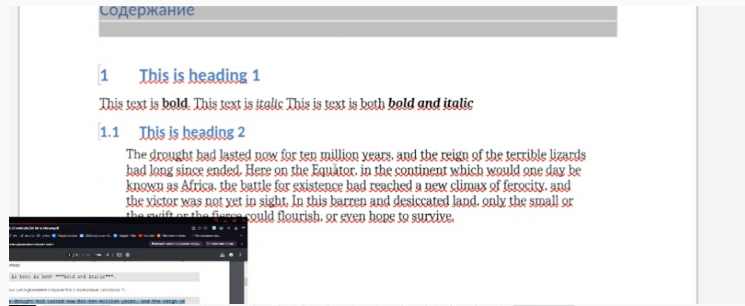 Содержание
1 This is heading 1
This text is bold. This text is italic This is text is both bold and italic
1.1 This is heading 2
The drought had lasted now for ten million years, and the reign of the terrible lizards
had long since ended. Here on the Equator, in the continent which would one day be
known as Africa, the battle for existence had reached a new climax of ferocity, and
the victor was not yet in sight. In this barren and desiccated land, only the small or
the swift or the fierce could flourish, or even hope to survive.
is text is both ***bold and italic***.
drought had lasted now for ten million years, and the reign of